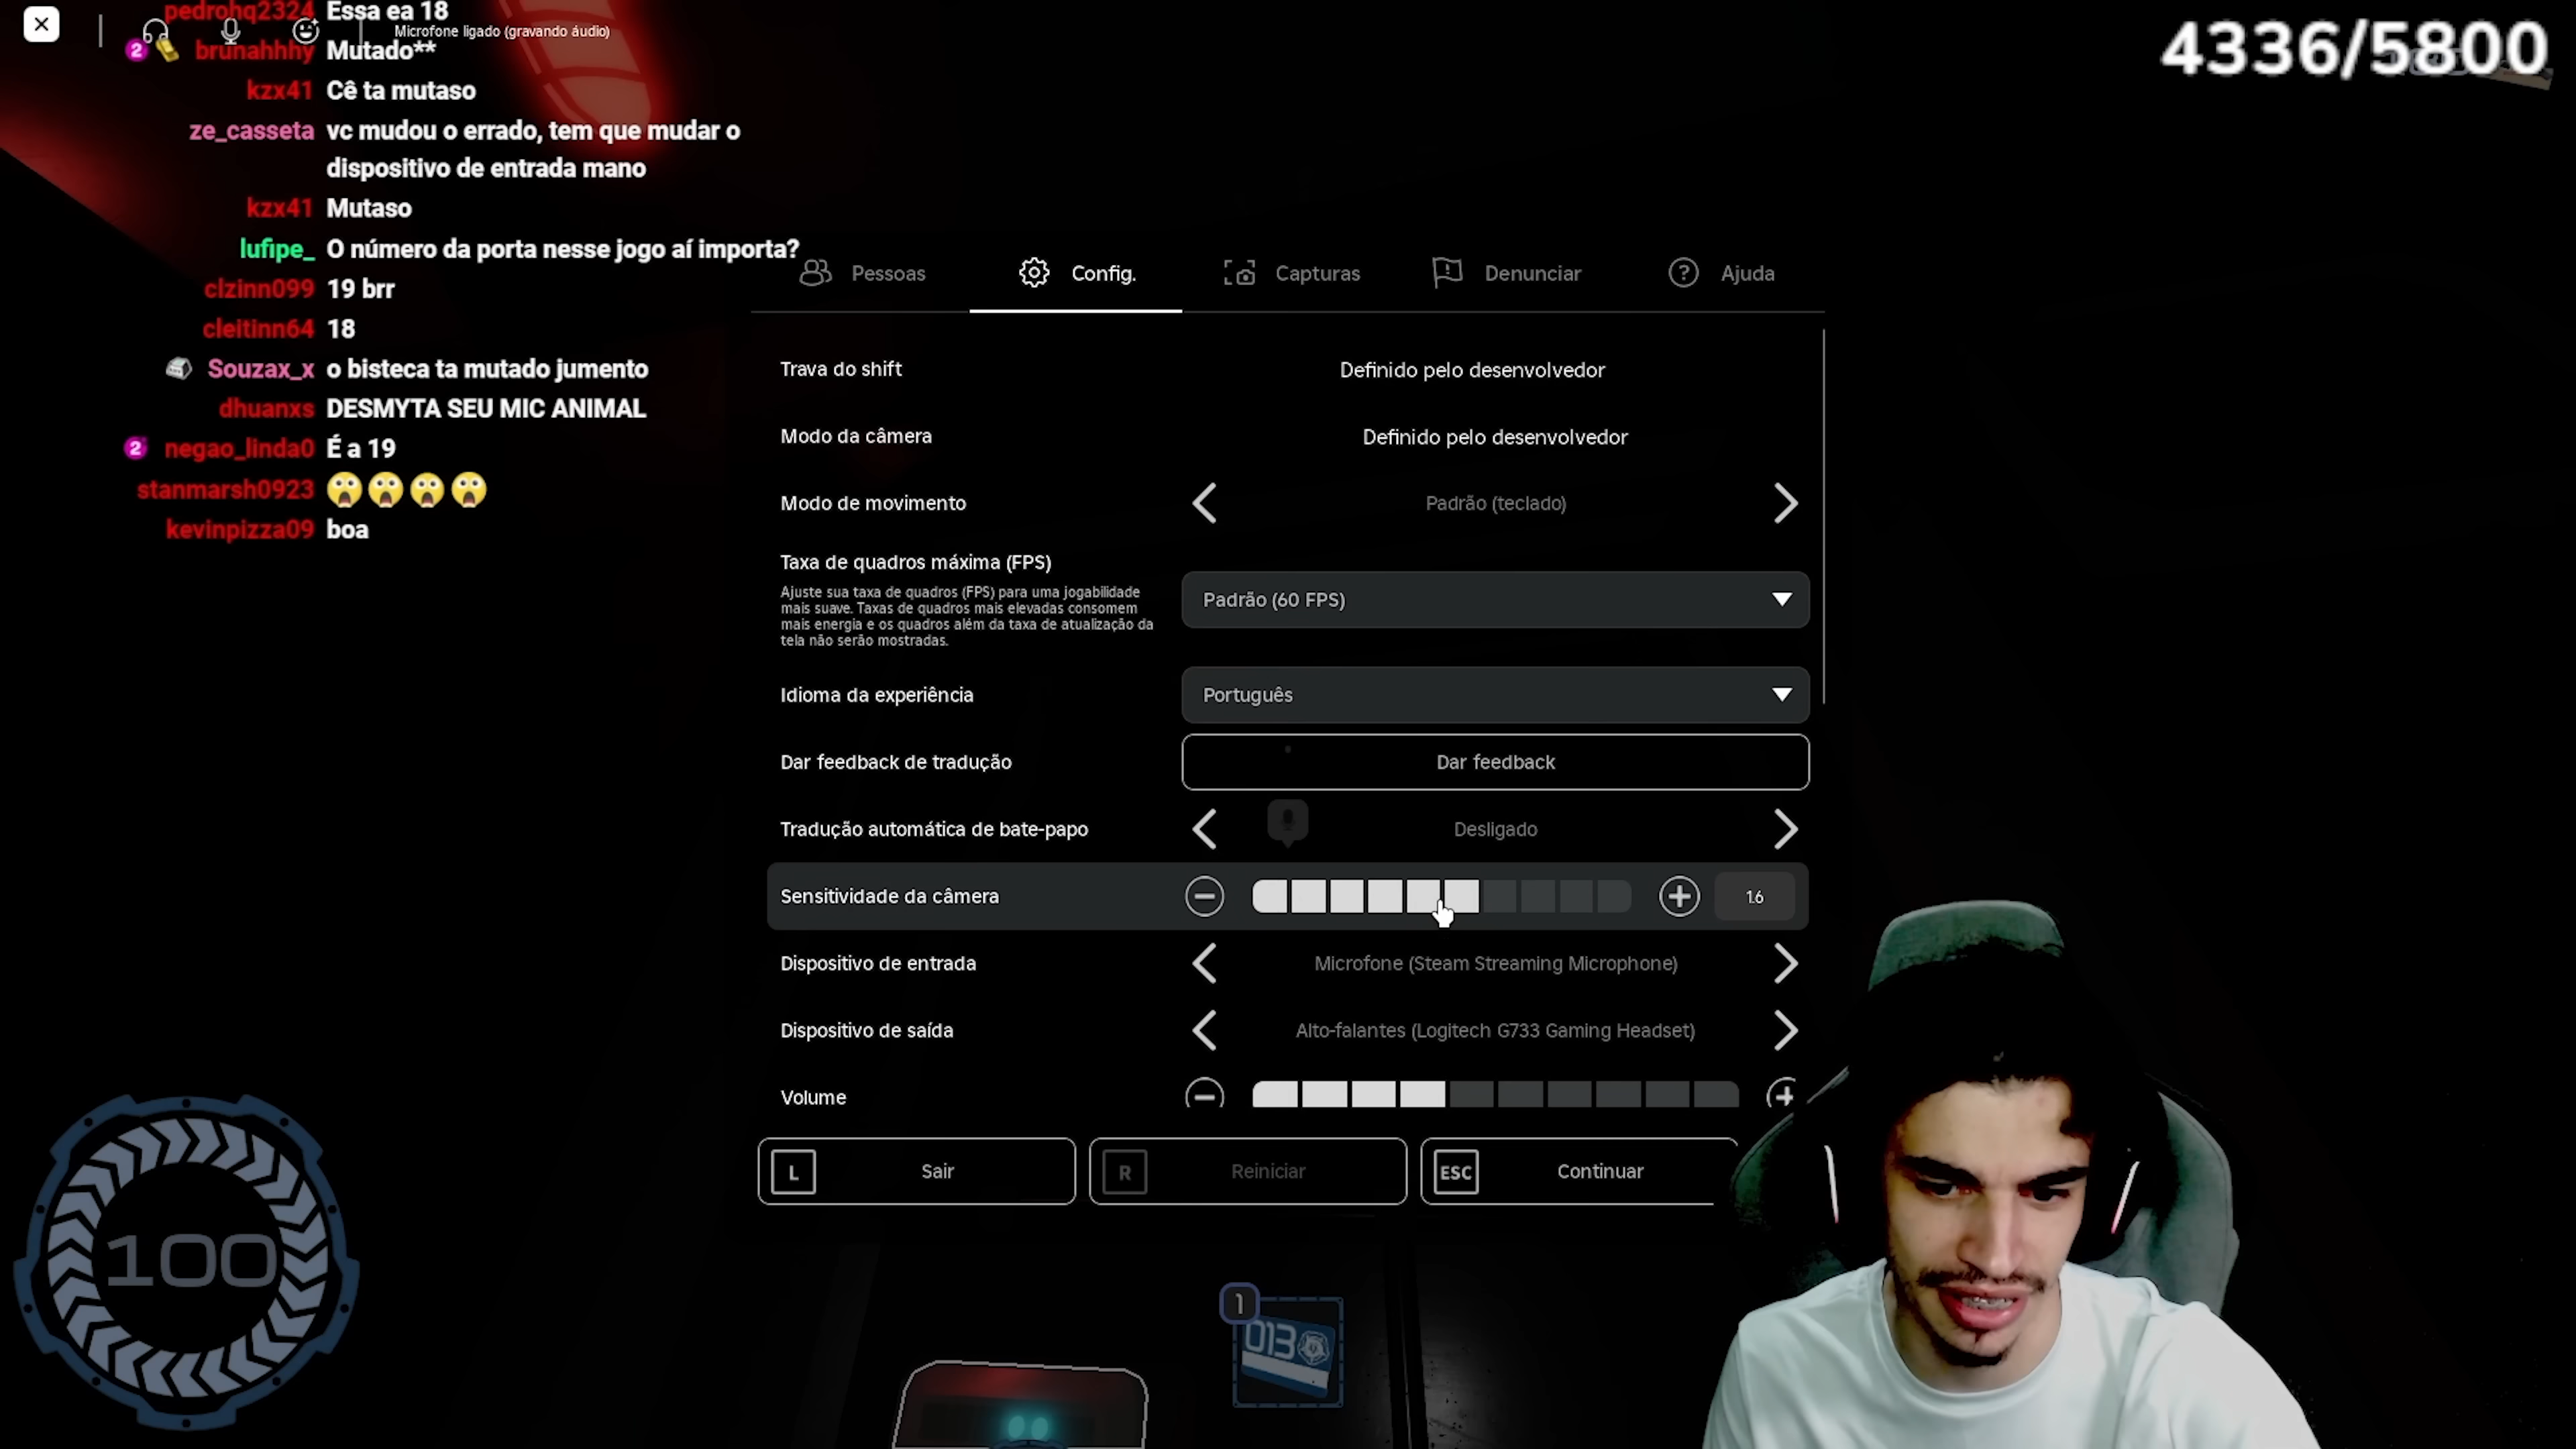 pedrohq2324 Essa ea 18
Microfone ligado (gravando áudio)
2 brunahhhy Mutado**
kzx41 Cê ta mutaso
ze_casseta vc mudou o errado, tem que mudar o
dispositivo de entrada mano
kzx41 Mutaso
lufipe_ O número da porta nesse jogo aí importa?
clzinn099 19 brr
cleitinn64 18
Souzax_x o bisteca ta mutado jumento
dhuanxs DESMYTA SEU MIC ANIMAL
2 negao_linda0 É a 19
stanmarsh0923 😲😲😲😲
kevinpizza09 boa
4336/5800
Pessoas Config. Capturas Denunciar Ajuda
Trava do shift Definido pelo desenvolvedor
Modo da câmera Definido pelo desenvolvedor
Modo de movimento Padrão (teclado)
Taxa de quadros máxima (FPS)
Ajuste sua taxa de quadros (FPS) para uma jogabilidade
mais suave. Taxas de quadros mais elevadas consomem
mais energia e os quadros além da taxa de atualização da
tela não serão mostradas.
Padrão (60 FPS)
Idioma da experiência Português
Dar feedback de tradução Dar feedback
Tradução automática de bate-papo Desligado
Sensitividade da câmera 1.6
Dispositivo de entrada Microfone (Steam Streaming Microphone)
Dispositivo de saída Alto-falantes (Logitech G733 Gaming Headset)
Volume
L Sair R Reiniciar ESC Continuar
100
1
013